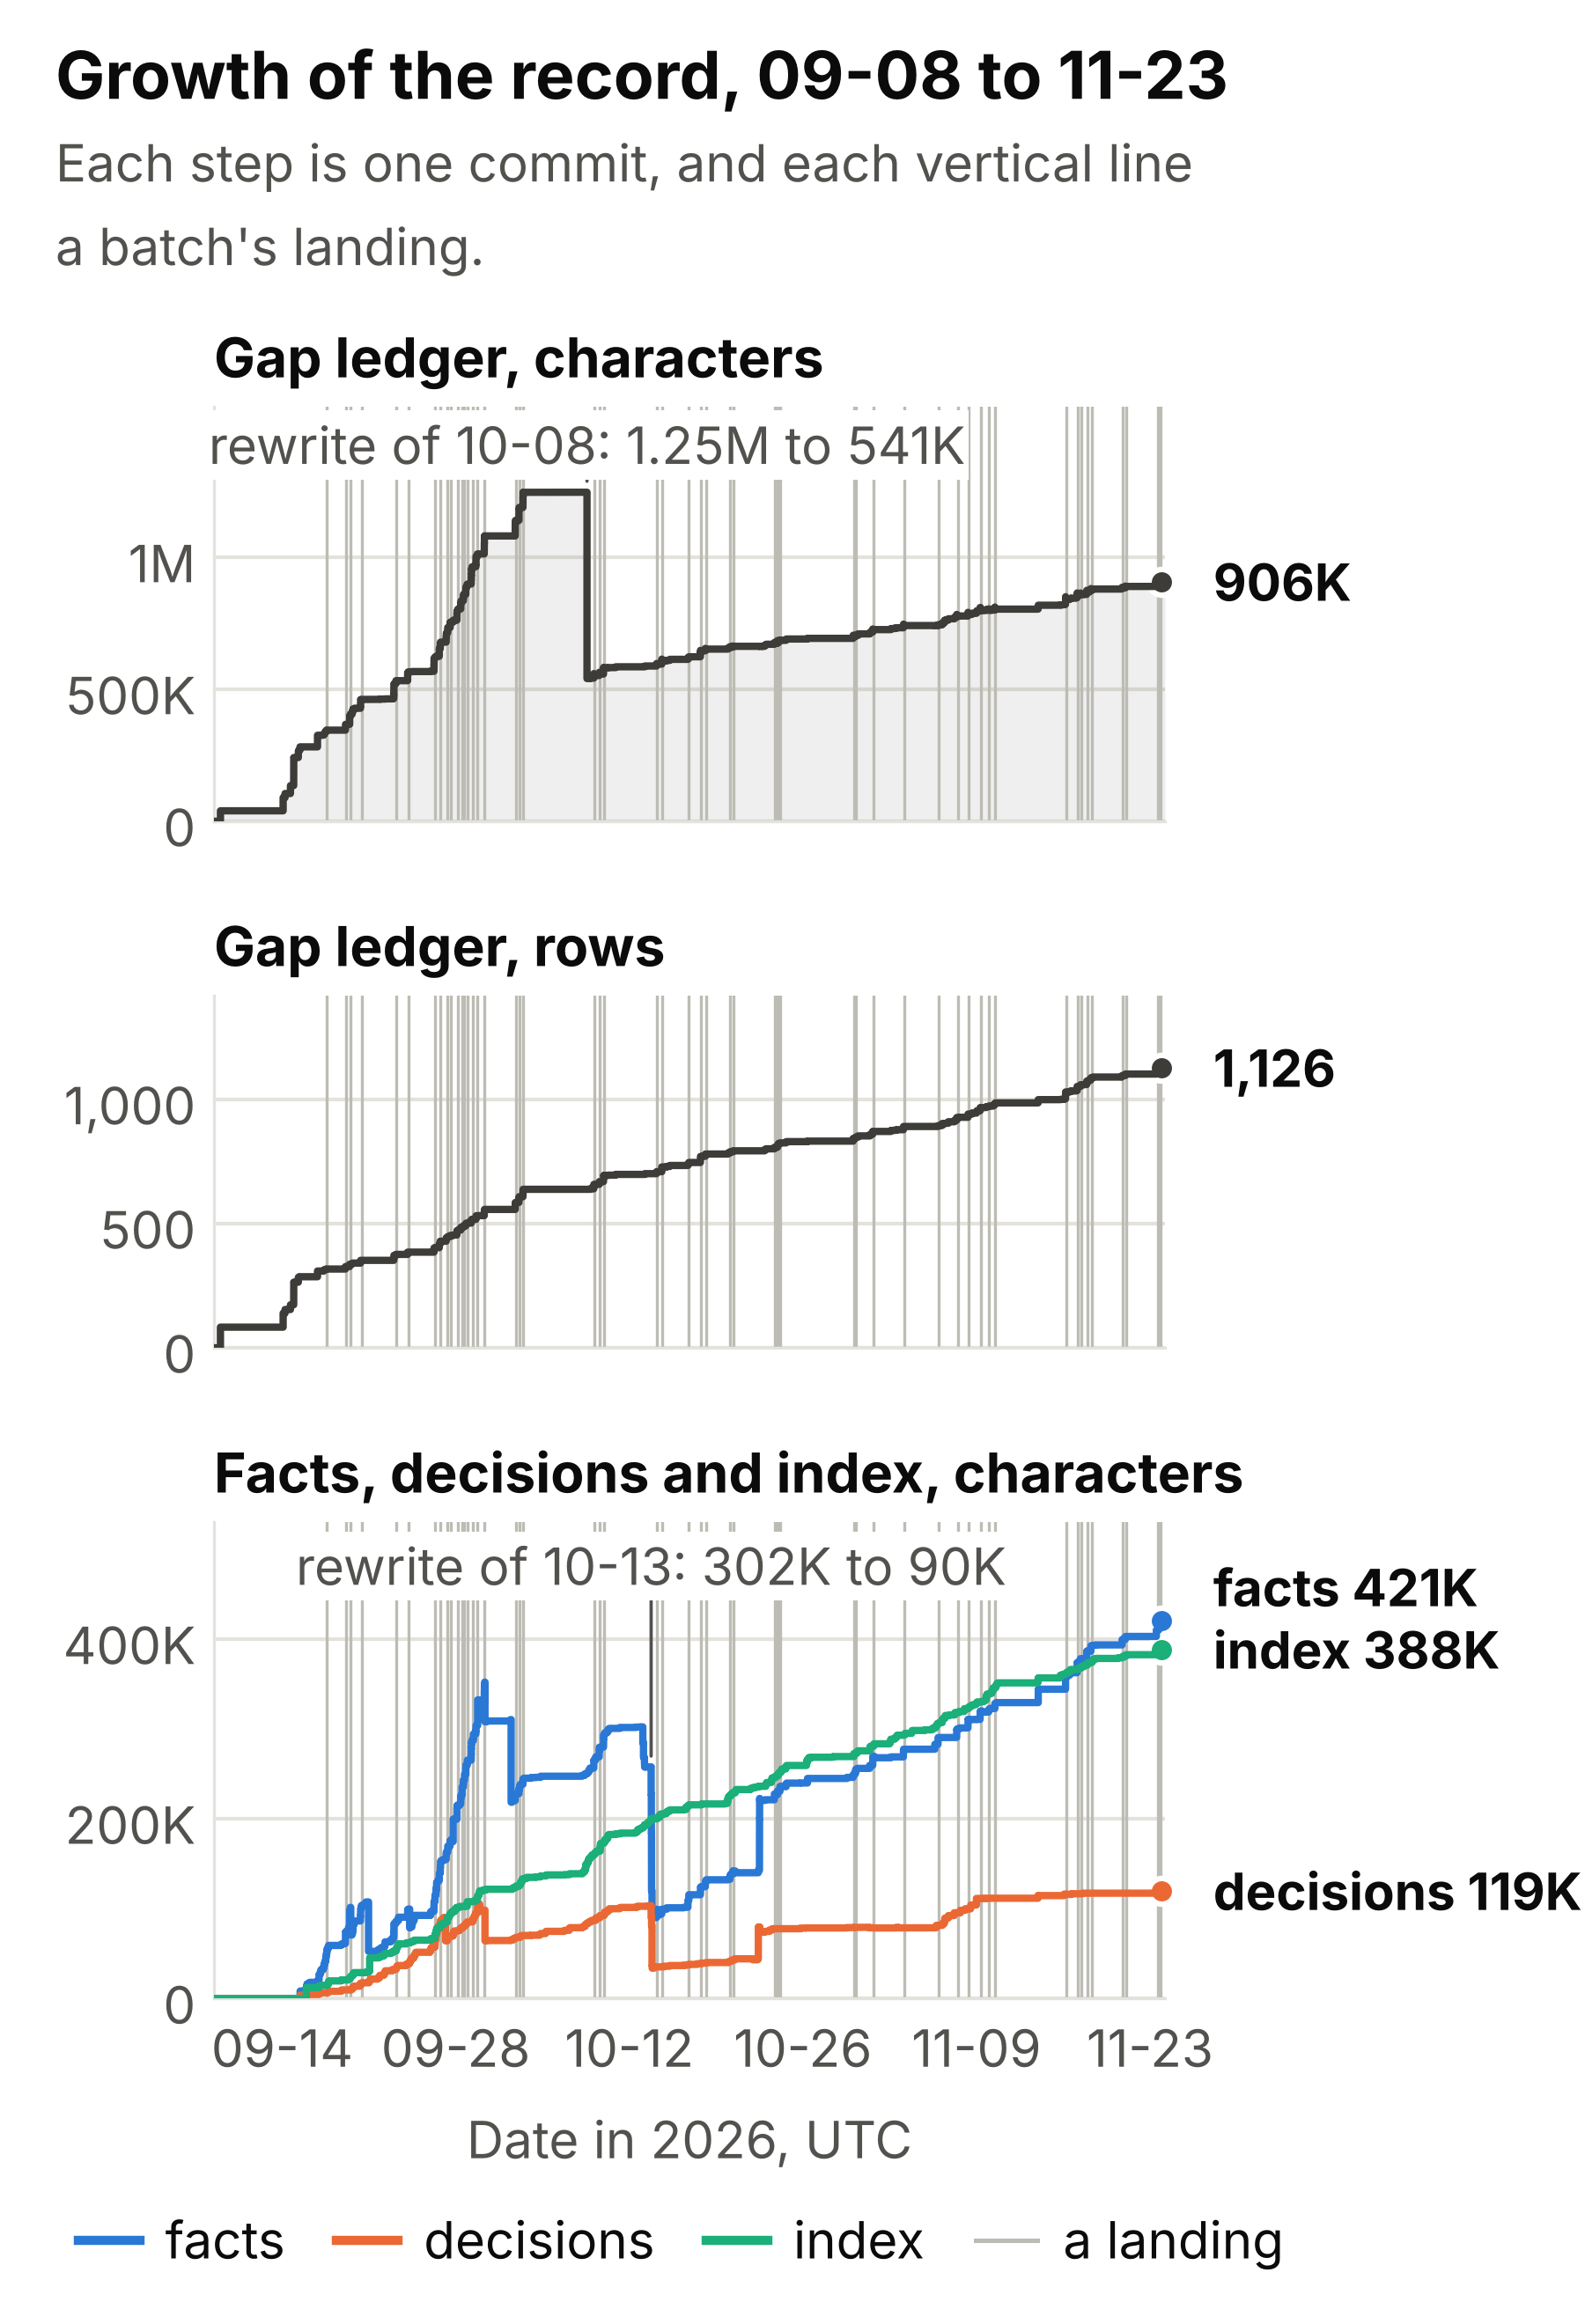 Growth of the record, 09-08 to 11-23
Each step is one commit, and each vertical line
a batch's landing.
Gap ledger, characters
rewrite of 10-08: 1.25M to 541K
1M
906K
500K
0
Gap ledger, rows
1,126
1,000
500
0
Facts, decisions and index, characters
rewrite of 10-13: 302K to 90K
facts 421K
400K
index 388K
200K
decisions 119K
0
09-14 09-28 10-12 10-26 11-09 11-23
Date in 2026, UTC
facts decisions index a landing